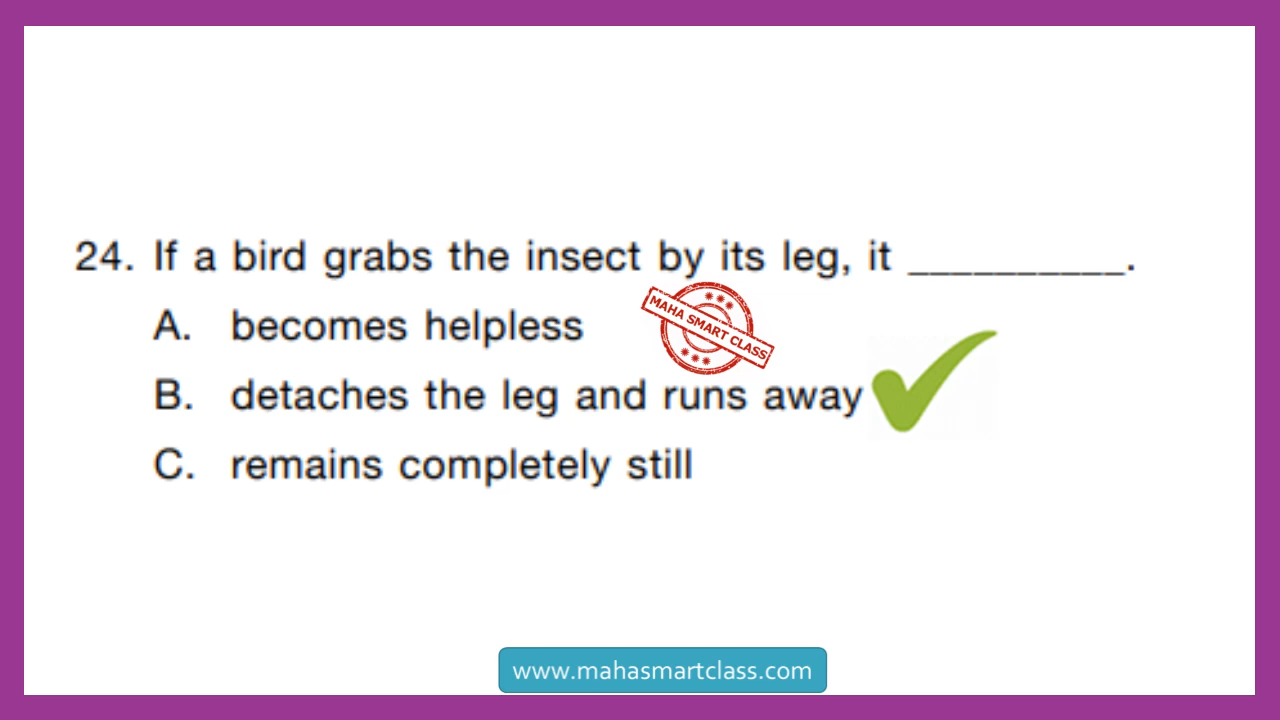 24. If a bird grabs the insect by its leg, it __________.
A. becomes helpless
MAHA SMART CLASS
B. detaches the leg and runs away
C. remains completely still
www.mahasmartclass.com